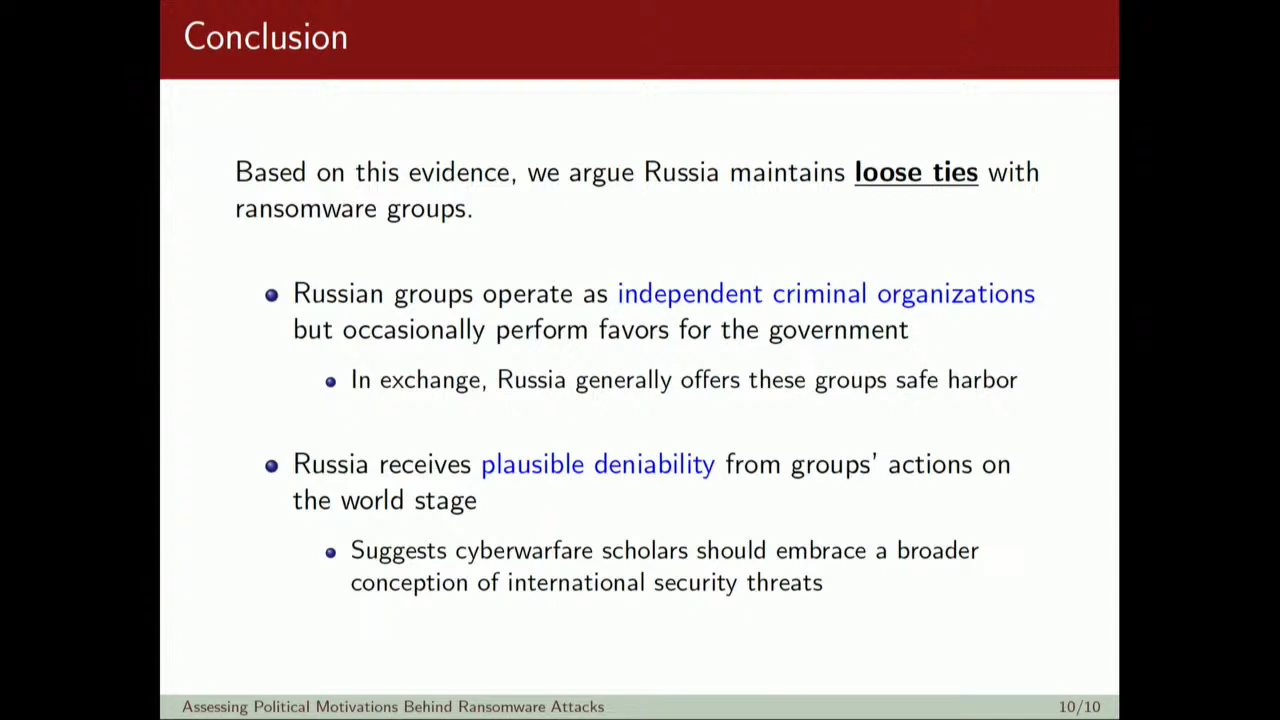 Conclusion
Based on this evidence, we argue Russia maintains loose ties with
ransomware groups.
Russian groups operate as independent criminal organizations
but occasionally perform favors for the government
In exchange, Russia generally offers these groups safe harbor
Russia receives plausible deniability from groups' actions on
the world stage
Suggests cyberwarfare scholars should embrace a broader
conception of international security threats
Assessing Political Motivations Behind Ransomware Attacks
10/10